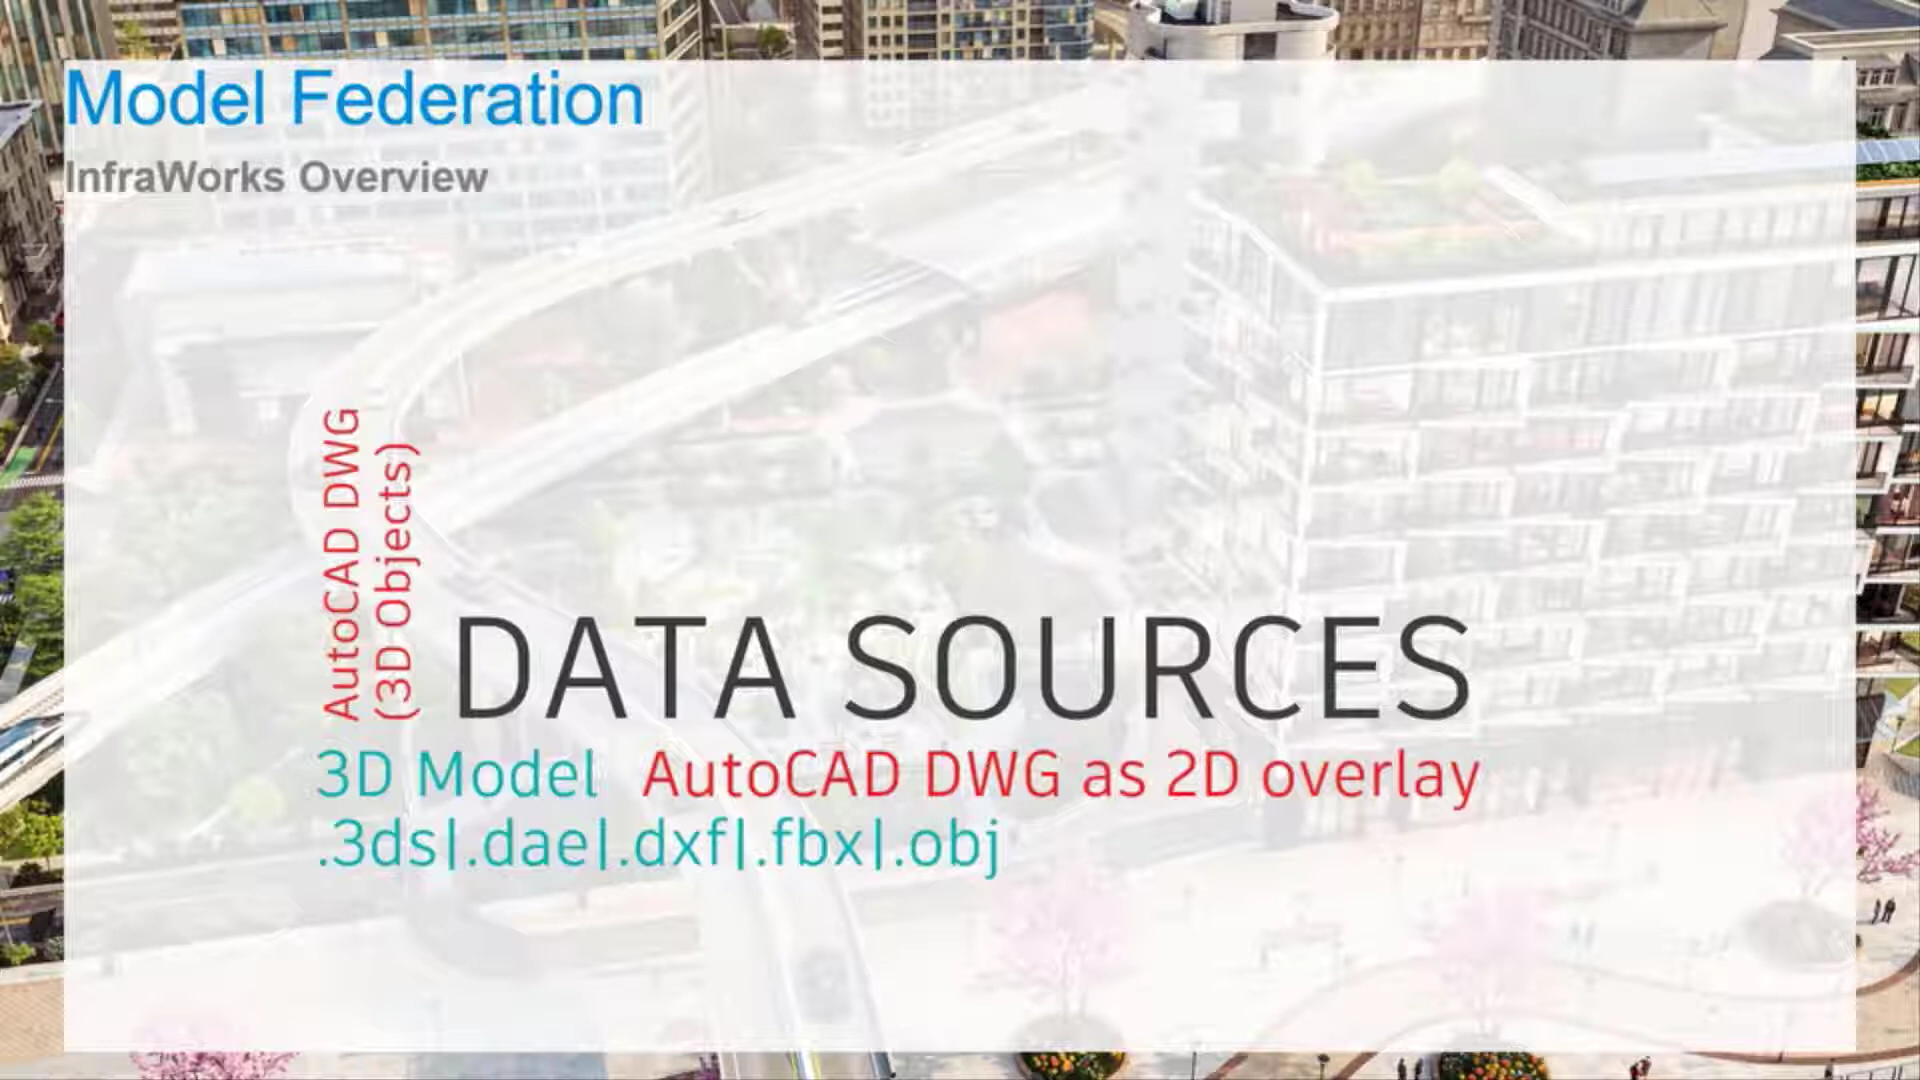 Model Federation
InfraWorks Overview
AutoCAD DWG
(3D Objects)
DATA SOURCES
3D Model AutoCAD DWG as 2D overlay
.3ds|.dae|.dxf|.fbx|.obj